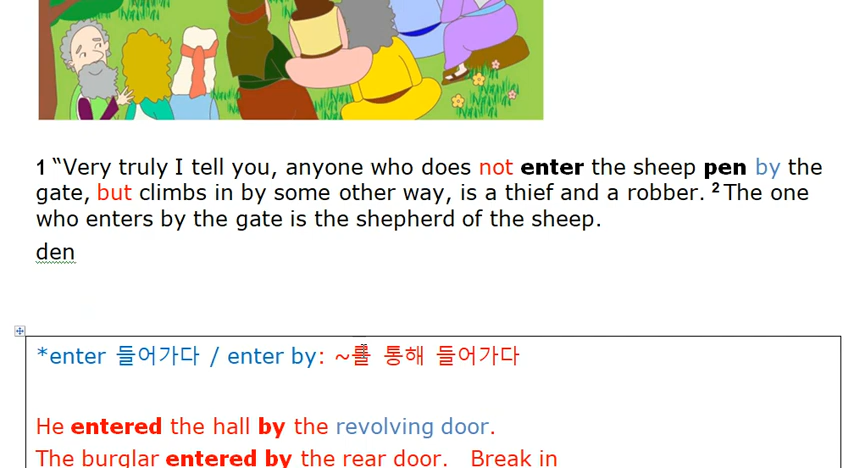 1 “Very truly I tell you, anyone who does not enter the sheep pen by the
gate, but climbs in by some other way, is a thief and a robber. ² The one
who enters by the gate is the shepherd of the sheep.
den
*enter 들어가다 / enter by: ~를 통해 들어가다
He entered the hall by the revolving door.
The burglar entered by the rear door. Break in